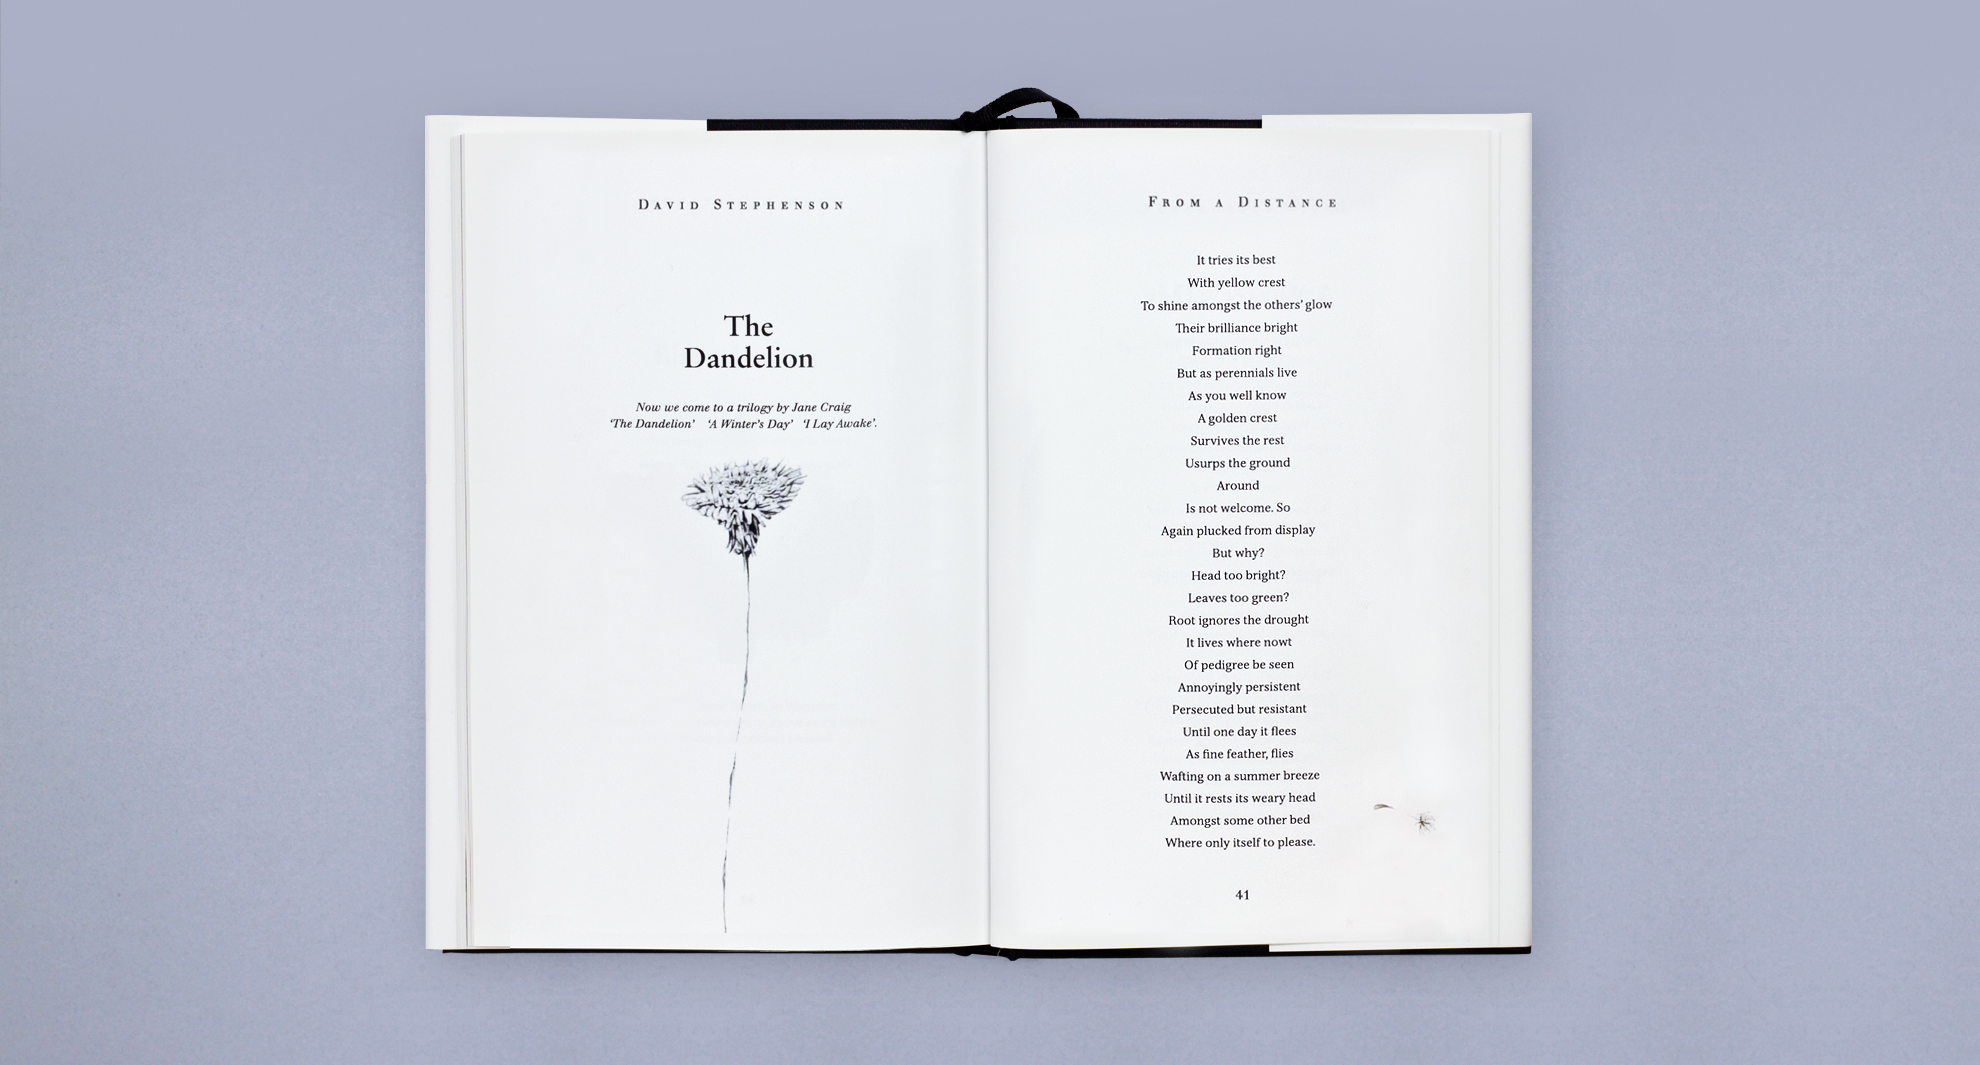 DAVID STEPHENSON
The
Dandelion
Now we come to a trilogy by Jane Craig
‘The Dandelion’ ‘A Winter’s Day’ ‘I Lay Awake’.
FROM A DISTANCE
It tries its best
With yellow crest
To shine amongst the others’ glow
Their brilliance bright
Formation right
But as perennials live
As you well know
A golden crest
Survives the rest
Usurps the ground
Around
Is not welcome. So
Again plucked from display
But why?
Head too bright?
Leaves too green?
Root ignores the drought
It lives where nowt
Of pedigree be seen
Annoyingly persistent
Persecuted but resistant
Until one day it flees
As fine feather, flies
Wafting on a summer breeze
Until it rests its weary head
Amongst some other bed
Where only itself to please.
41